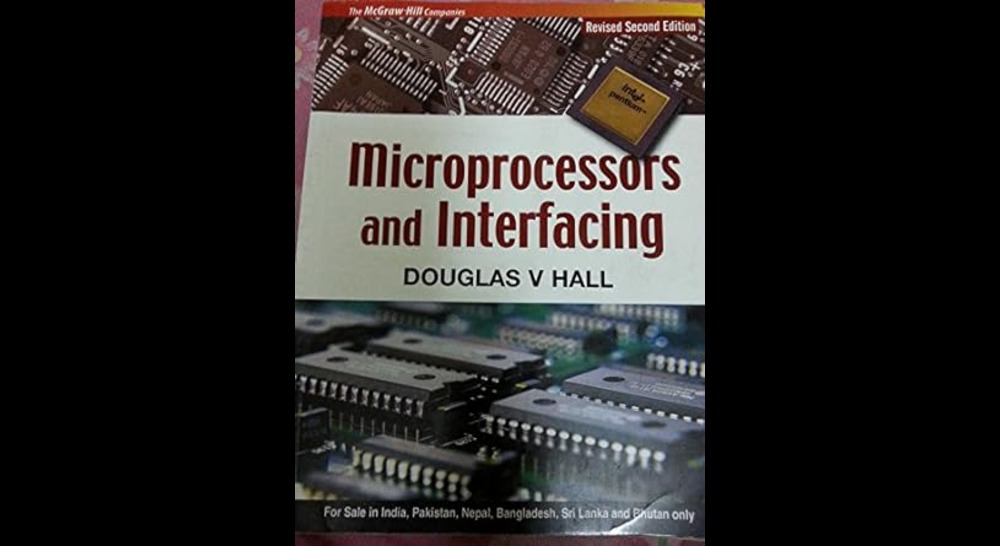 The McGraw-Hill Companies
Revised Second Edition
intel
pentium™
Microprocessors
and Interfacing
DOUGLAS V HALL
For Sale in India, Pakistan, Nepal, Bangladesh, Sri Lanka and Bhutan only